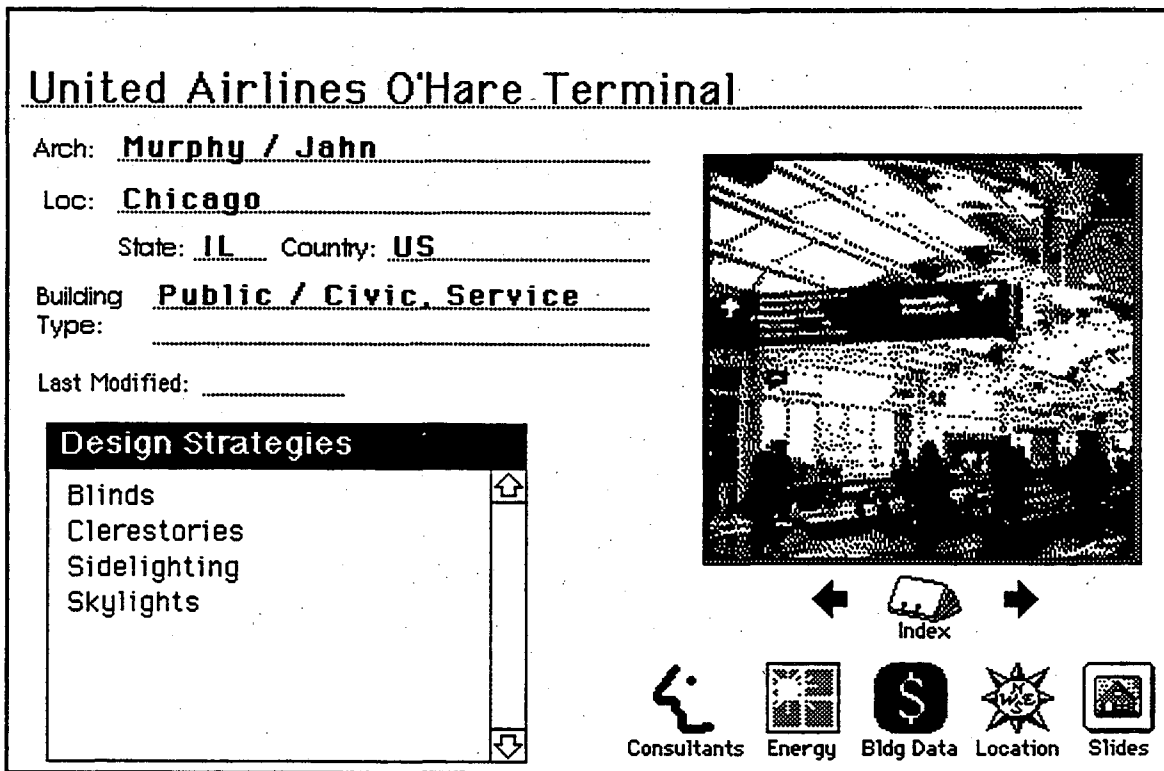 United Airlines O'Hare Terminal
Arch: Murphy / Jahn
Loc: Chicago
State: IL Country: US
Building Type: Public / Civic, Service
Last Modified:
Design Strategies
Blinds
Clerestories
Sidelighting
Skylights
Index
N
W E
S
$
Consultants Energy Bldg Data Location Slides